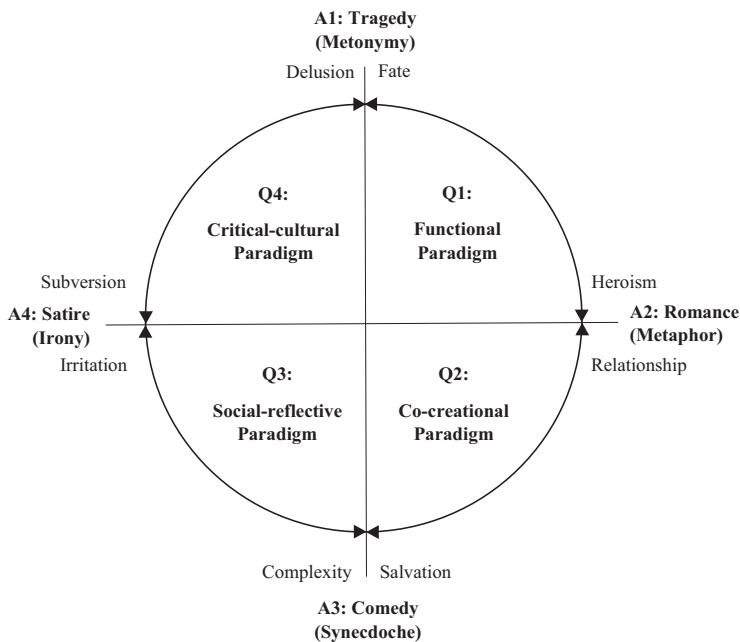 A1: Tragedy
(Metonymy)
Delusion Fate
Q4:
Critical-cultural
Paradigm
Q1:
Functional
Paradigm
Subversion
Heroism
A4: Satire
(Irony)
A2: Romance
(Metaphor)
Irritation
Relationship
Q3:
Social-reflective
Paradigm
Q2:
Co-creational
Paradigm
Complexity Salvation
A3: Comedy
(Synecdoche)